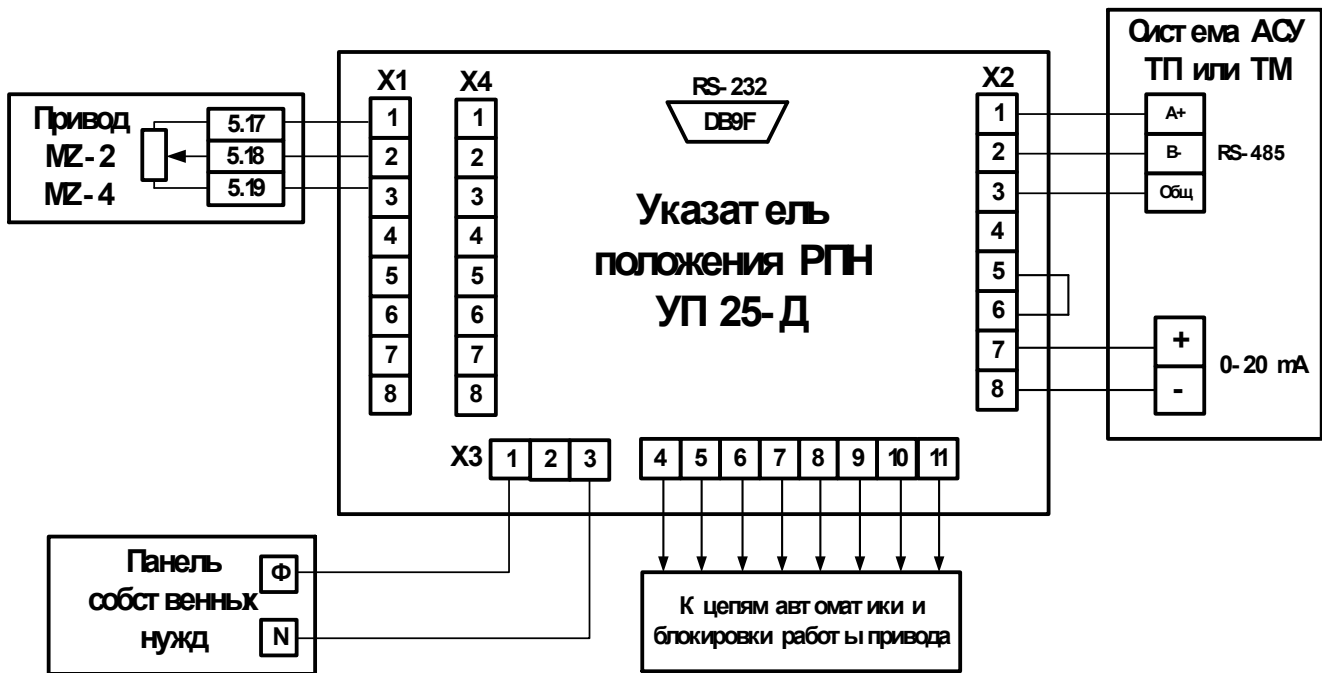 Привод
MZ-2
MZ-4
5.17
5.18
5.19
X1
1
2
3
4
5
6
7
8
X4
1
2
3
4
5
6
7
8
RS-232
DB9F
Указатель
положения РПН
УП 25-Д
X2
1
2
3
4
5
6
7
8
Система АСУ
ТП или ТМ
A+
B-
Общ
RS-485
+
-
0-20 mA
X3 1 2 3 4 5 6 7 8 9 10 11
Панель
собственных
нужд
Ф
N
К цепям автоматики и
блокировки работы привода